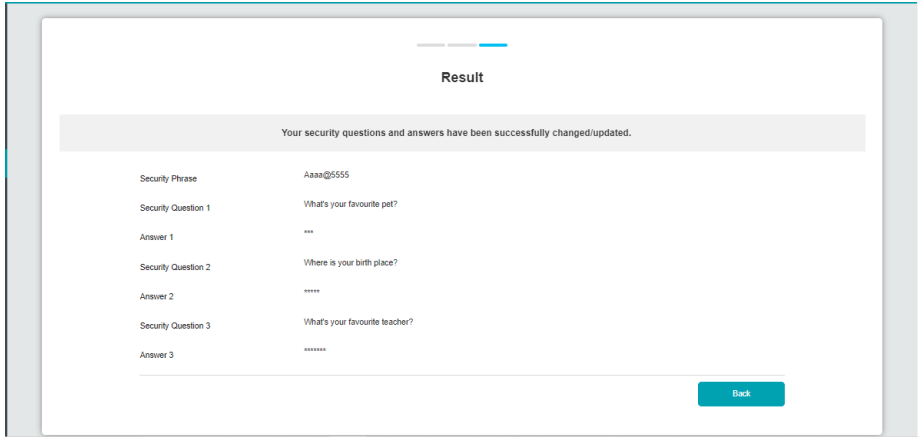 Result
Your security questions and answers have been successfully changed/updated.
Security Phrase Aaaa@5555
Security Question 1 What's your favourite pet?
Answer 1 ***
Security Question 2 Where is your birth place?
Answer 2 *****
Security Question 3 What's your favourite teacher?
Answer 3 *******
Back